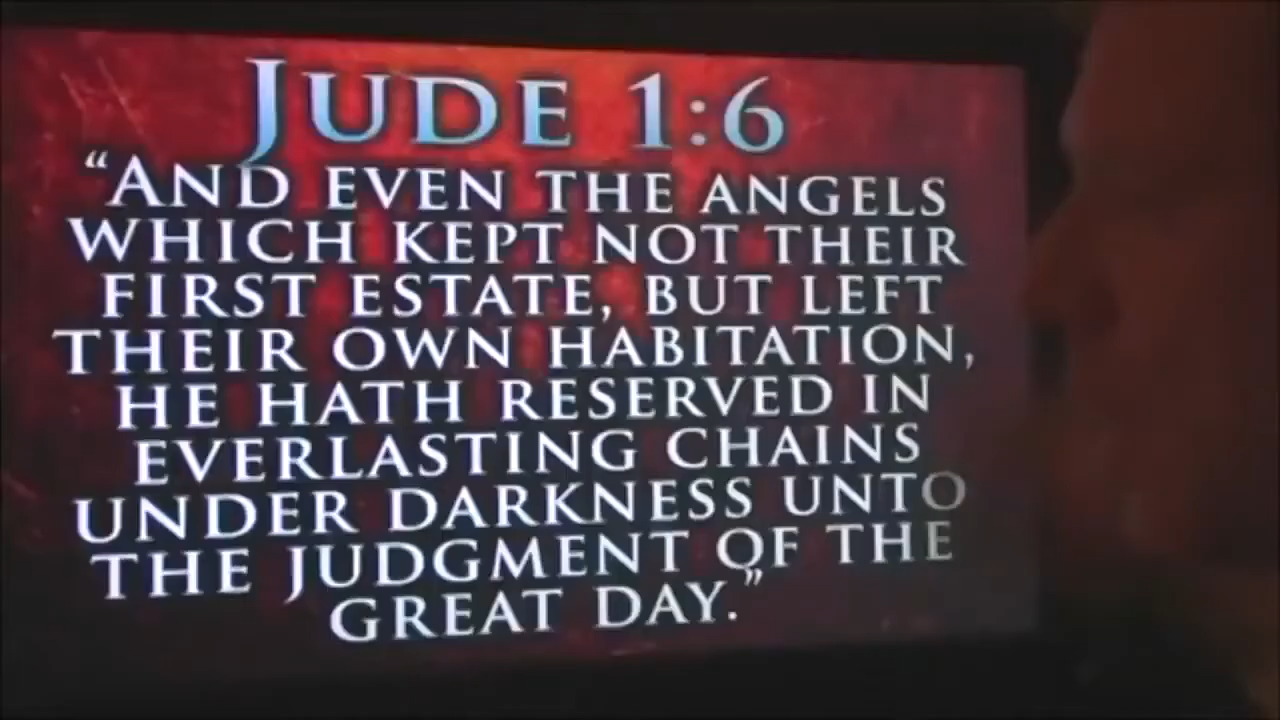 JUDE 1:6
“AND EVEN THE ANGELS
WHICH KEPT NOT THEIR
FIRST ESTATE, BUT LEFT
THEIR OWN HABITATION,
HE HATH RESERVED IN
EVERLASTING CHAINS
UNDER DARKNESS UNTO
THE JUDGMENT OF THE
GREAT DAY.”